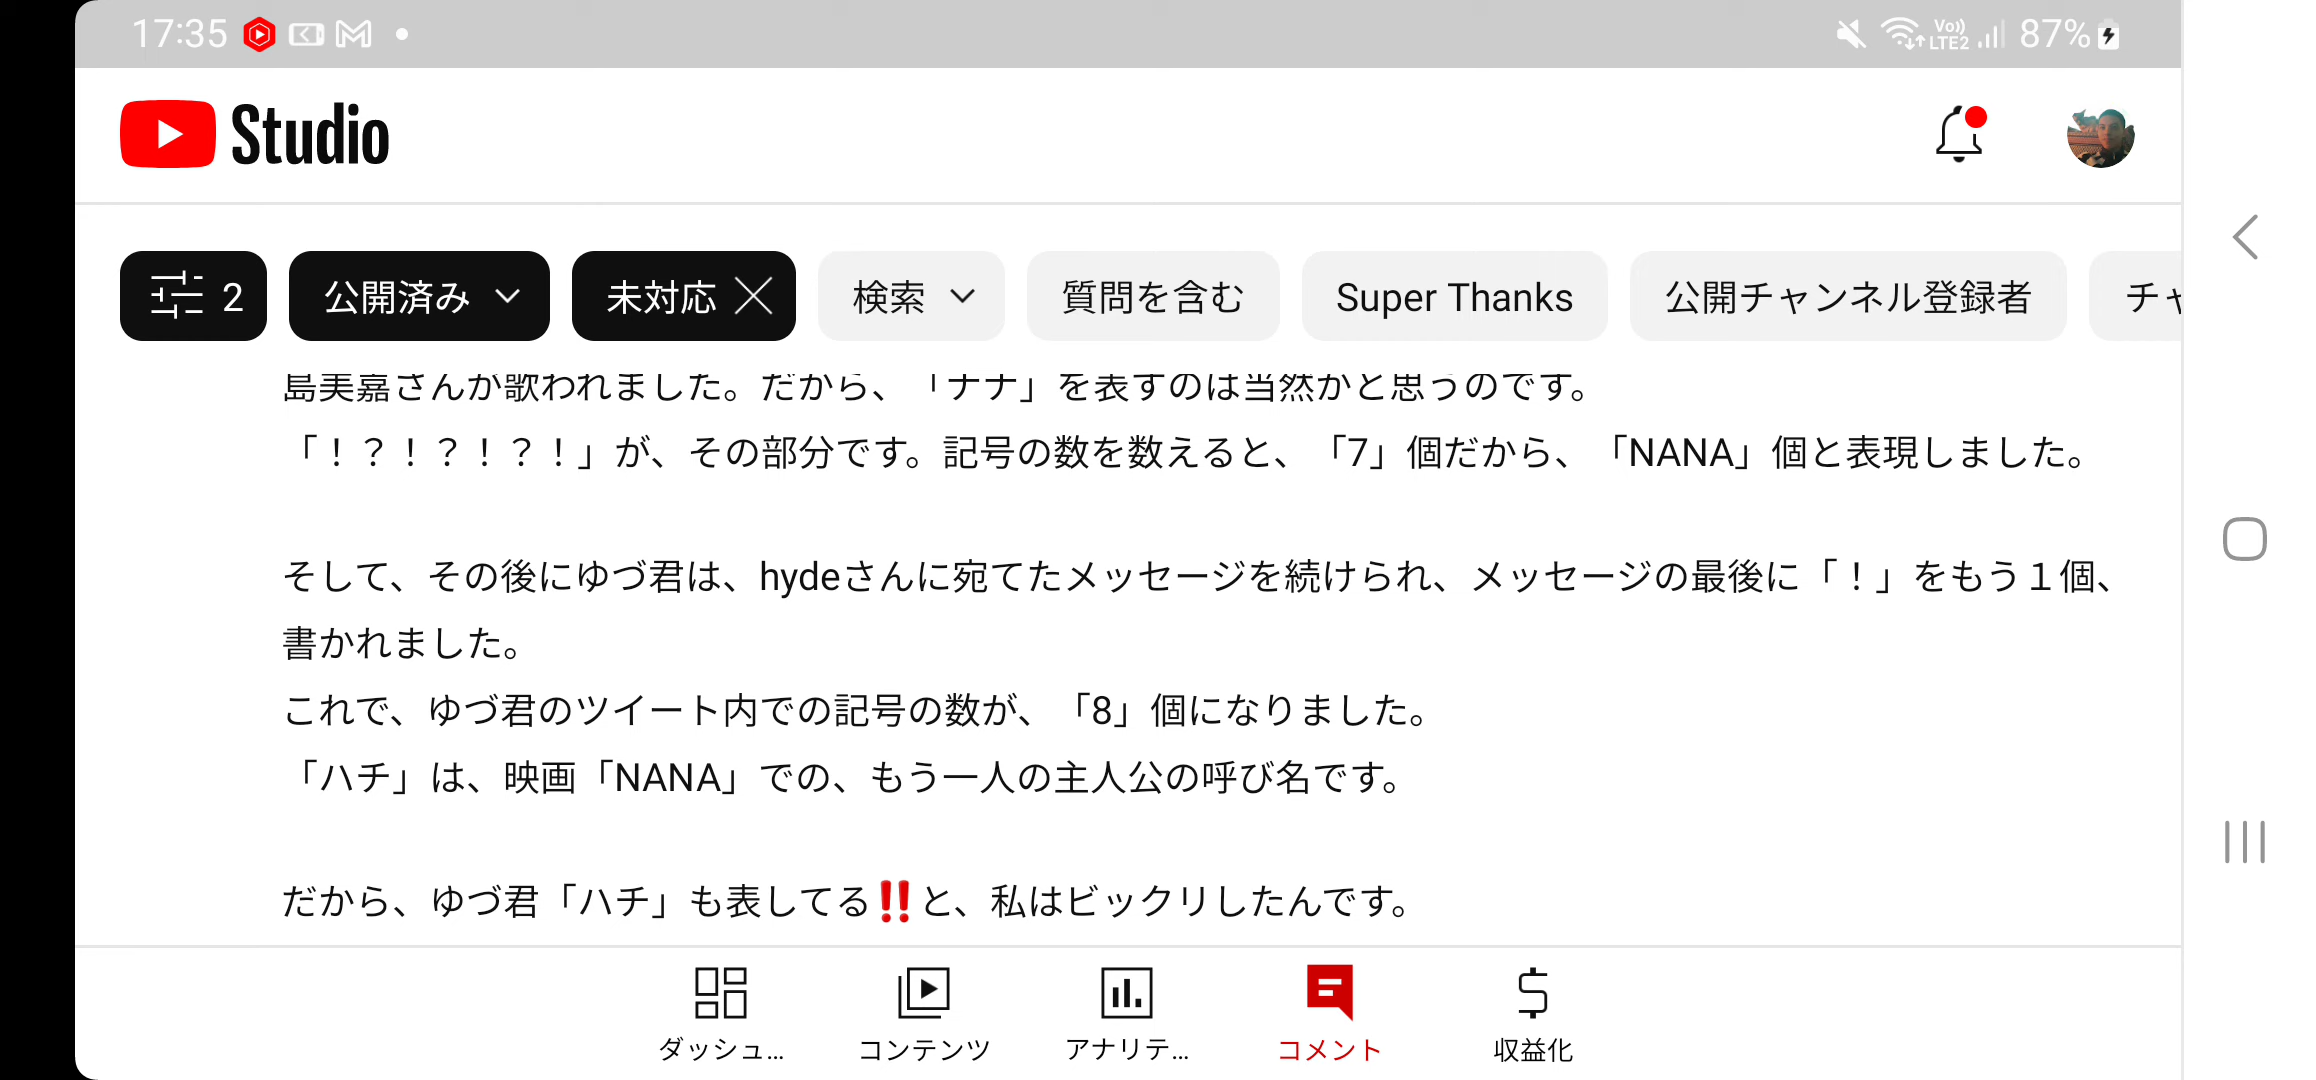 17:35
Vo)) LTE2 87%
Studio
2 公開済み 未対応 検索 質問を含む Super Thanks 公開チャンネル登録者 チャ
島美嘉さんが歌われました。だから、「ナナ」を表すのは当然かと思うのです。
「！？！？！？！」が、その部分です。記号の数を数えると、「7」個だから、「NANA」個と表現しました。
そして、その後にゆづ君は、hydeさんに宛てたメッセージを続けられ、メッセージの最後に「！」をもう１個、
書かれました。
これで、ゆづ君のツイート内での記号の数が、「8」個になりました。
「ハチ」は、映画「NANA」での、もう一人の主人公の呼び名です。
だから、ゆづ君「ハチ」も表してる‼️と、私はビックリしたんです。
ダッシュ... コンテンツ アナリテ... コメント 収益化